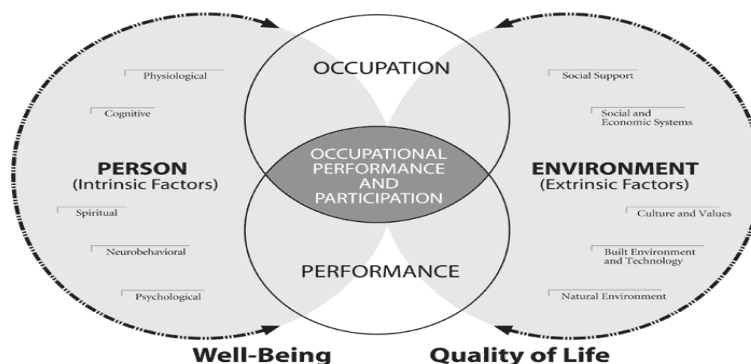 OCCUPATION
Physiological
Cognitive
PERSON
(Intrinsic Factors)
Spiritual
Neurobehavioral
Psychological
OCCUPATIONAL
PERFORMANCE
AND
PARTICIPATION
Social Support
Social and
Economic Systems
ENVIRONMENT
(Extrinsic Factors)
Culture and Values
Built Environment
and Technology
Natural Environment
PERFORMANCE
Well-Being
Quality of Life